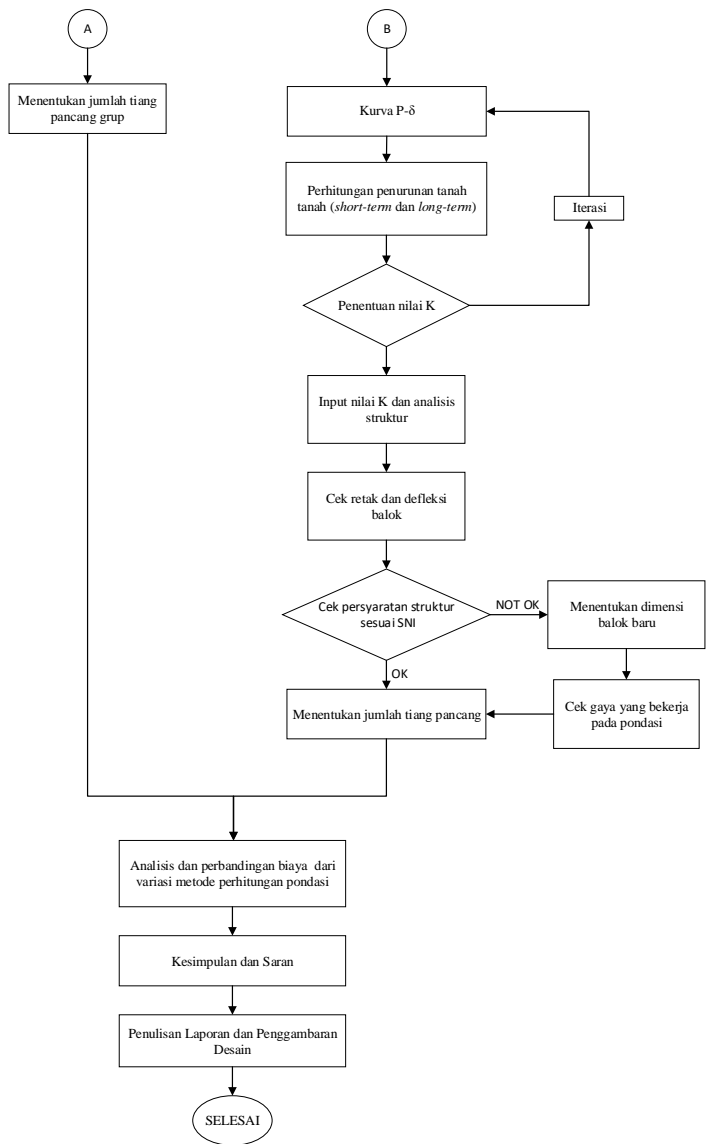 A
Menentukan jumlah tiang
pancang grup
B
Kurva P-δ
Perhitungan penurunan tanah
tanah (short-term dan long-term)
Iterasi
Penentuan nilai K
Input nilai K dan analisis
struktur
Cek retak dan defleksi
balok
Cek persyaratan struktur
sesuai SNI
NOT OK
Menentukan dimensi
balok baru
OK
Menentukan jumlah tiang pancang
Cek gaya yang bekerja
pada pondasi
Analisis dan perbandingan biaya dari
variasi metode perhitungan pondasi
Kesimpulan dan Saran
Penulisan Laporan dan Penggambaran
Desain
SELESAI